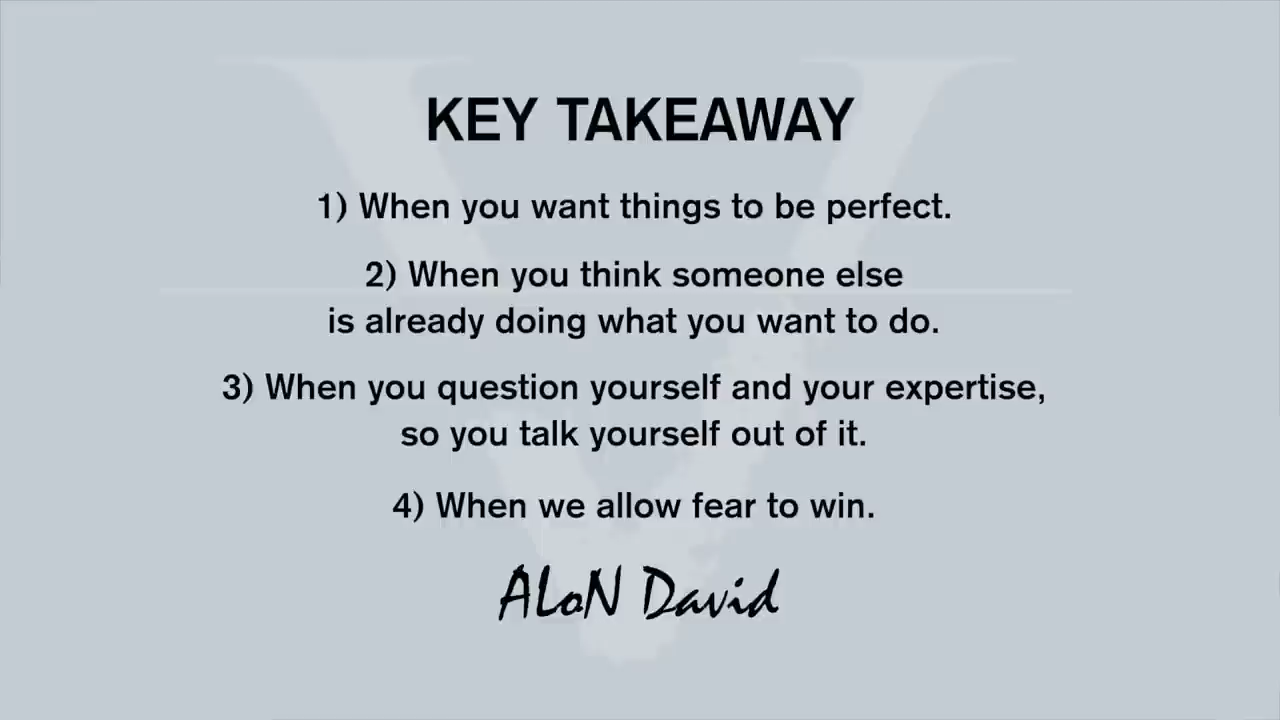 KEY TAKEAWAY
1) When you want things to be perfect.
2) When you think someone else
is already doing what you want to do.
3) When you question yourself and your expertise,
so you talk yourself out of it.
4) When we allow fear to win.
ALoN David